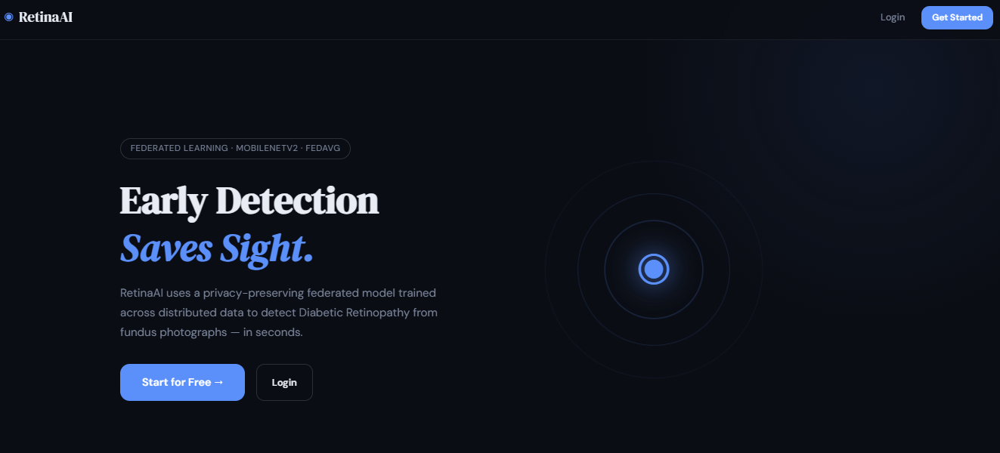 RetinaAI
Login
Get Started
FEDERATED LEARNING · MOBILENETV2 · FEDAVG
Early Detection
Saves Sight.
RetinaAI uses a privacy-preserving federated model trained
across distributed data to detect Diabetic Retinopathy from
fundus photographs — in seconds.
Start for Free →
Login